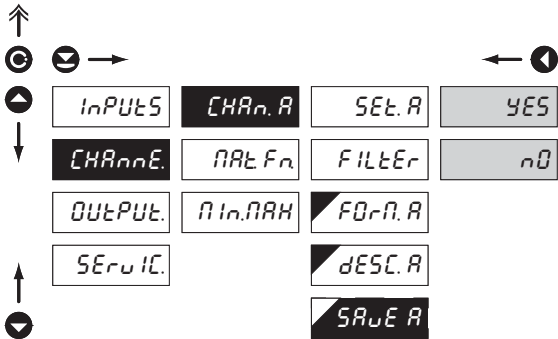 InPUtS CHAn. A SEt. A YES
CHAnnE. MAt. Fn. FILtEr nO
OUtPUt. MIn.MAX FOrM. A
SErvIC. dESC. A
SAvE A